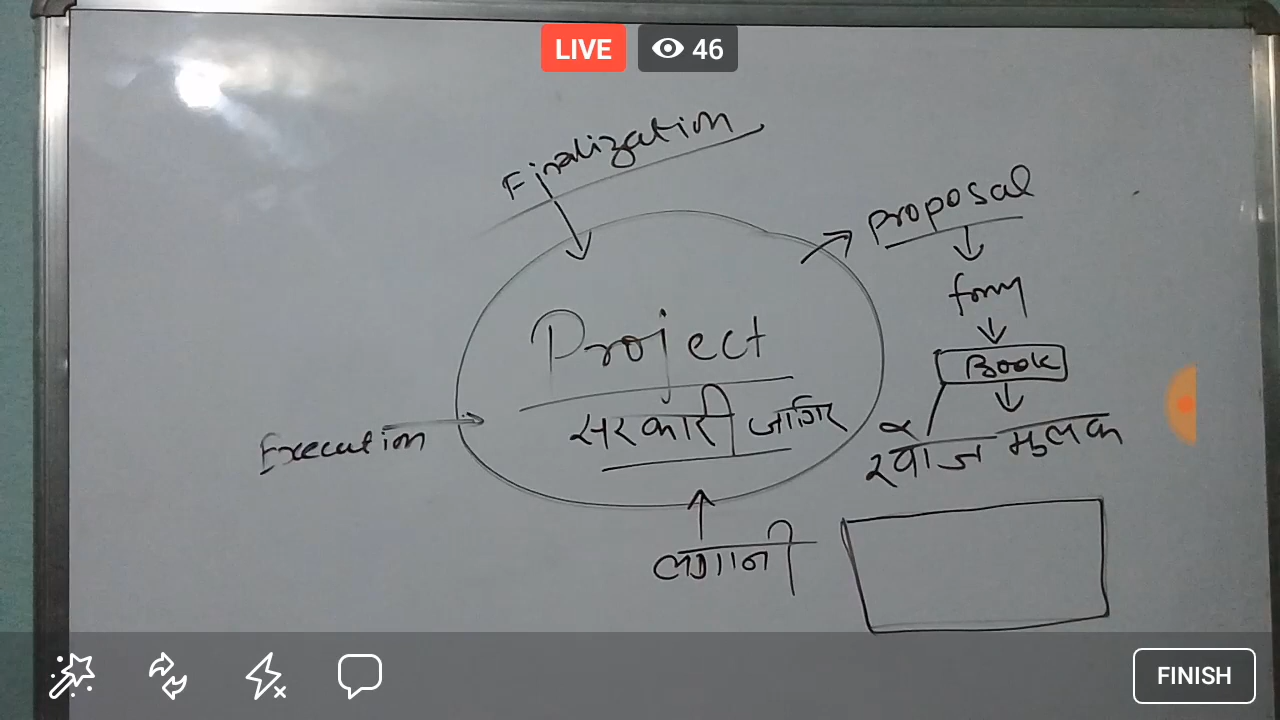 LIVE
46
Finalization
Proposal
form
Book
खोज मुलक
Project
सरकारी जागिर
Execution
लगानी
FINISH